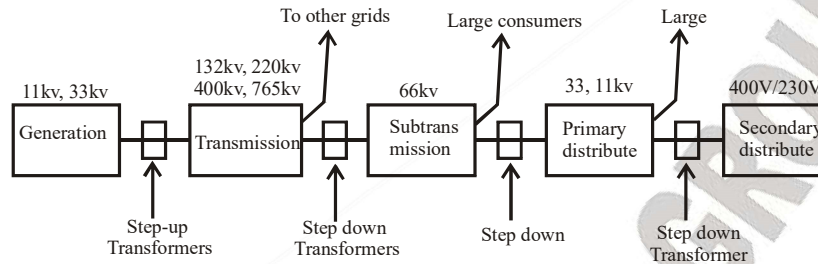 To other grids
Large consumers
Large
11kv, 33kv
132kv, 220kv
400kv, 765kv
66kv
33, 11kv
400V/230V
Generation
Transmission
Subtrans
mission
Primary
distribute
Secondary
distribute
Step-up
Transformers
Step down
Transformers
Step down
Step down
Transformer